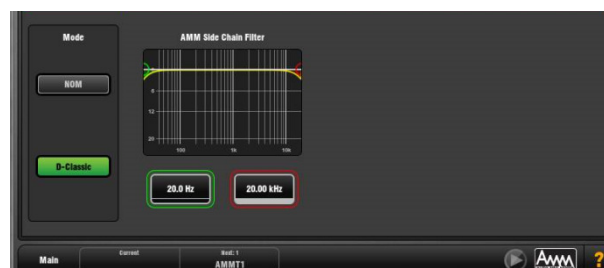 Mode
AMM Side Chain Filter
NOM
6
12
20
100
1k
10k
D-Classic
20.0 Hz
20.00 kHz
Main
Current
Next: 1
AMMT1
AMM
?